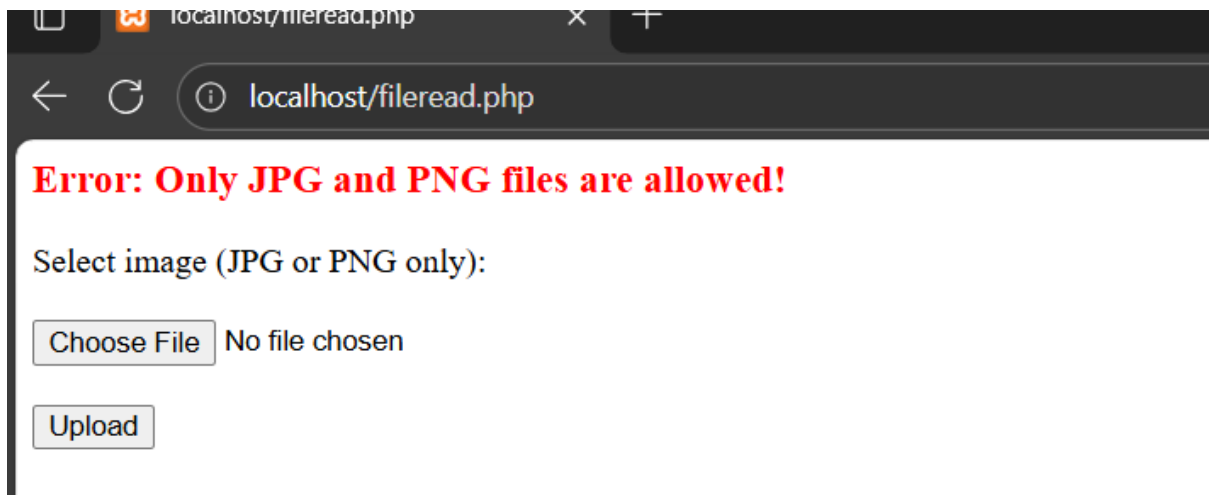 localhost/fileread.php
localhost/fileread.php
Error: Only JPG and PNG files are allowed!
Select image (JPG or PNG only):
Choose File No file chosen
Upload